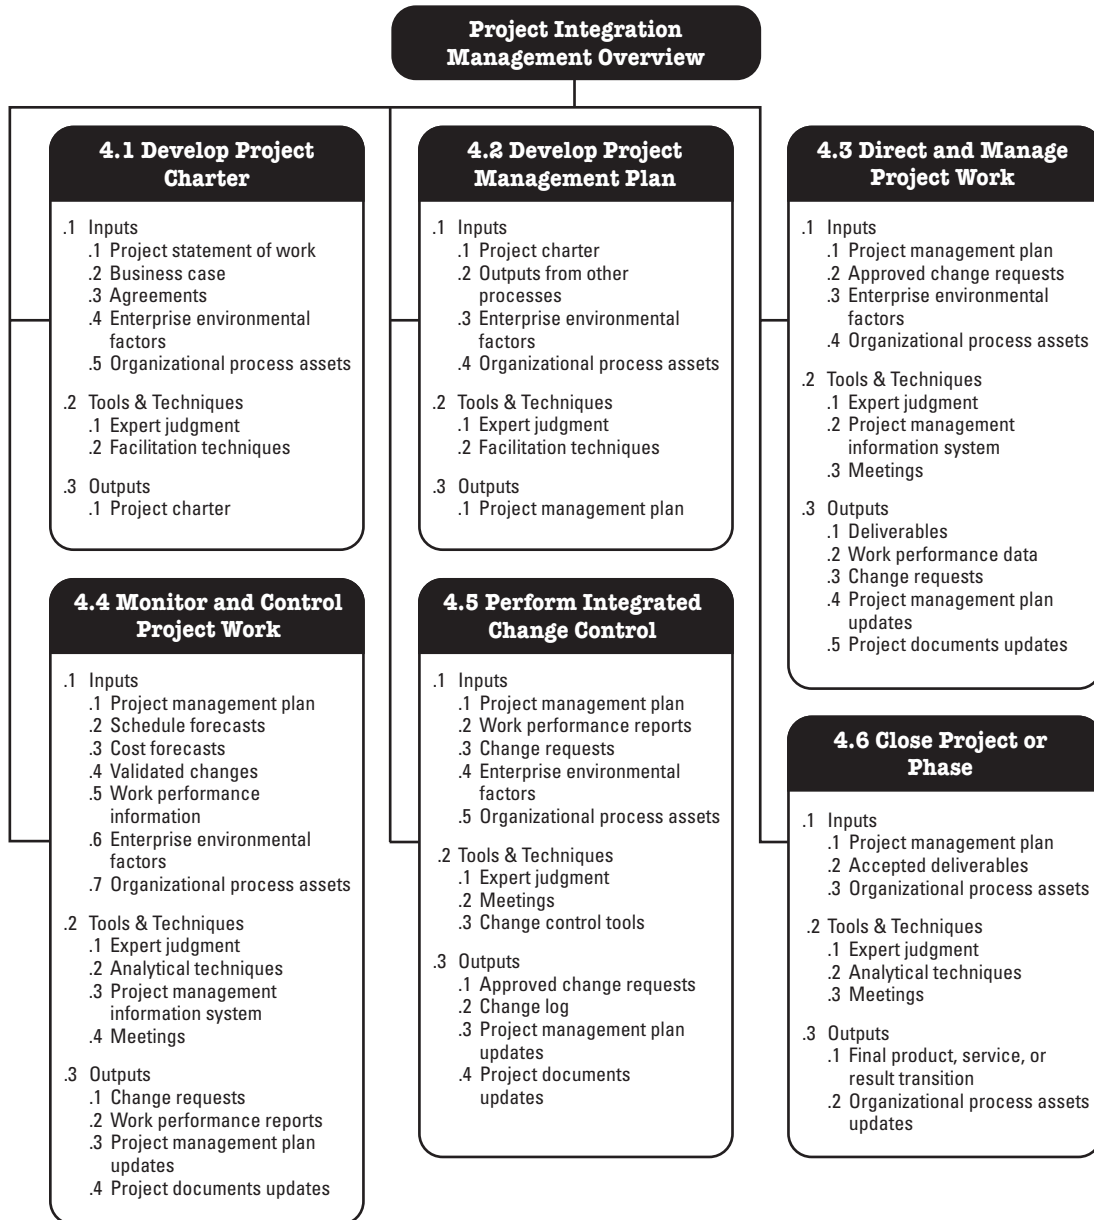 Project Integration
Management Overview
4.1 Develop Project
Charter
.1 Inputs
.1 Project statement of work
.2 Business case
.3 Agreements
.4 Enterprise environmental
factors
.5 Organizational process assets
.2 Tools & Techniques
.1 Expert judgment
.2 Facilitation techniques
.3 Outputs
.1 Project charter
4.2 Develop Project
Management Plan
.1 Inputs
.1 Project charter
.2 Outputs from other
processes
.3 Enterprise environmental
factors
.4 Organizational process assets
.2 Tools & Techniques
.1 Expert judgment
.2 Facilitation techniques
.3 Outputs
.1 Project management plan
4.3 Direct and Manage
Project Work
.1 Inputs
.1 Project management plan
.2 Approved change requests
.3 Enterprise environmental
factors
.4 Organizational process assets
.2 Tools & Techniques
.1 Expert judgment
.2 Project management
information system
.3 Meetings
.3 Outputs
.1 Deliverables
.2 Work performance data
.3 Change requests
.4 Project management plan
updates
.5 Project documents updates
4.4 Monitor and Control
Project Work
.1 Inputs
.1 Project management plan
.2 Schedule forecasts
.3 Cost forecasts
.4 Validated changes
.5 Work performance
information
.6 Enterprise environmental
factors
.7 Organizational process assets
.2 Tools & Techniques
.1 Expert judgment
.2 Analytical techniques
.3 Project management
information system
.4 Meetings
.3 Outputs
.1 Change requests
.2 Work performance reports
.3 Project management plan
updates
.4 Project documents updates
4.5 Perform Integrated
Change Control
.1 Inputs
.1 Project management plan
.2 Work performance reports
.3 Change requests
.4 Enterprise environmental
factors
.5 Organizational process assets
.2 Tools & Techniques
.1 Expert judgment
.2 Meetings
.3 Change control tools
.3 Outputs
.1 Approved change requests
.2 Change log
.3 Project management plan
updates
.4 Project documents
updates
4.6 Close Project or
Phase
.1 Inputs
.1 Project management plan
.2 Accepted deliverables
.3 Organizational process assets
.2 Tools & Techniques
.1 Expert judgment
.2 Analytical techniques
.3 Meetings
.3 Outputs
.1 Final product, service, or
result transition
.2 Organizational process assets
updates